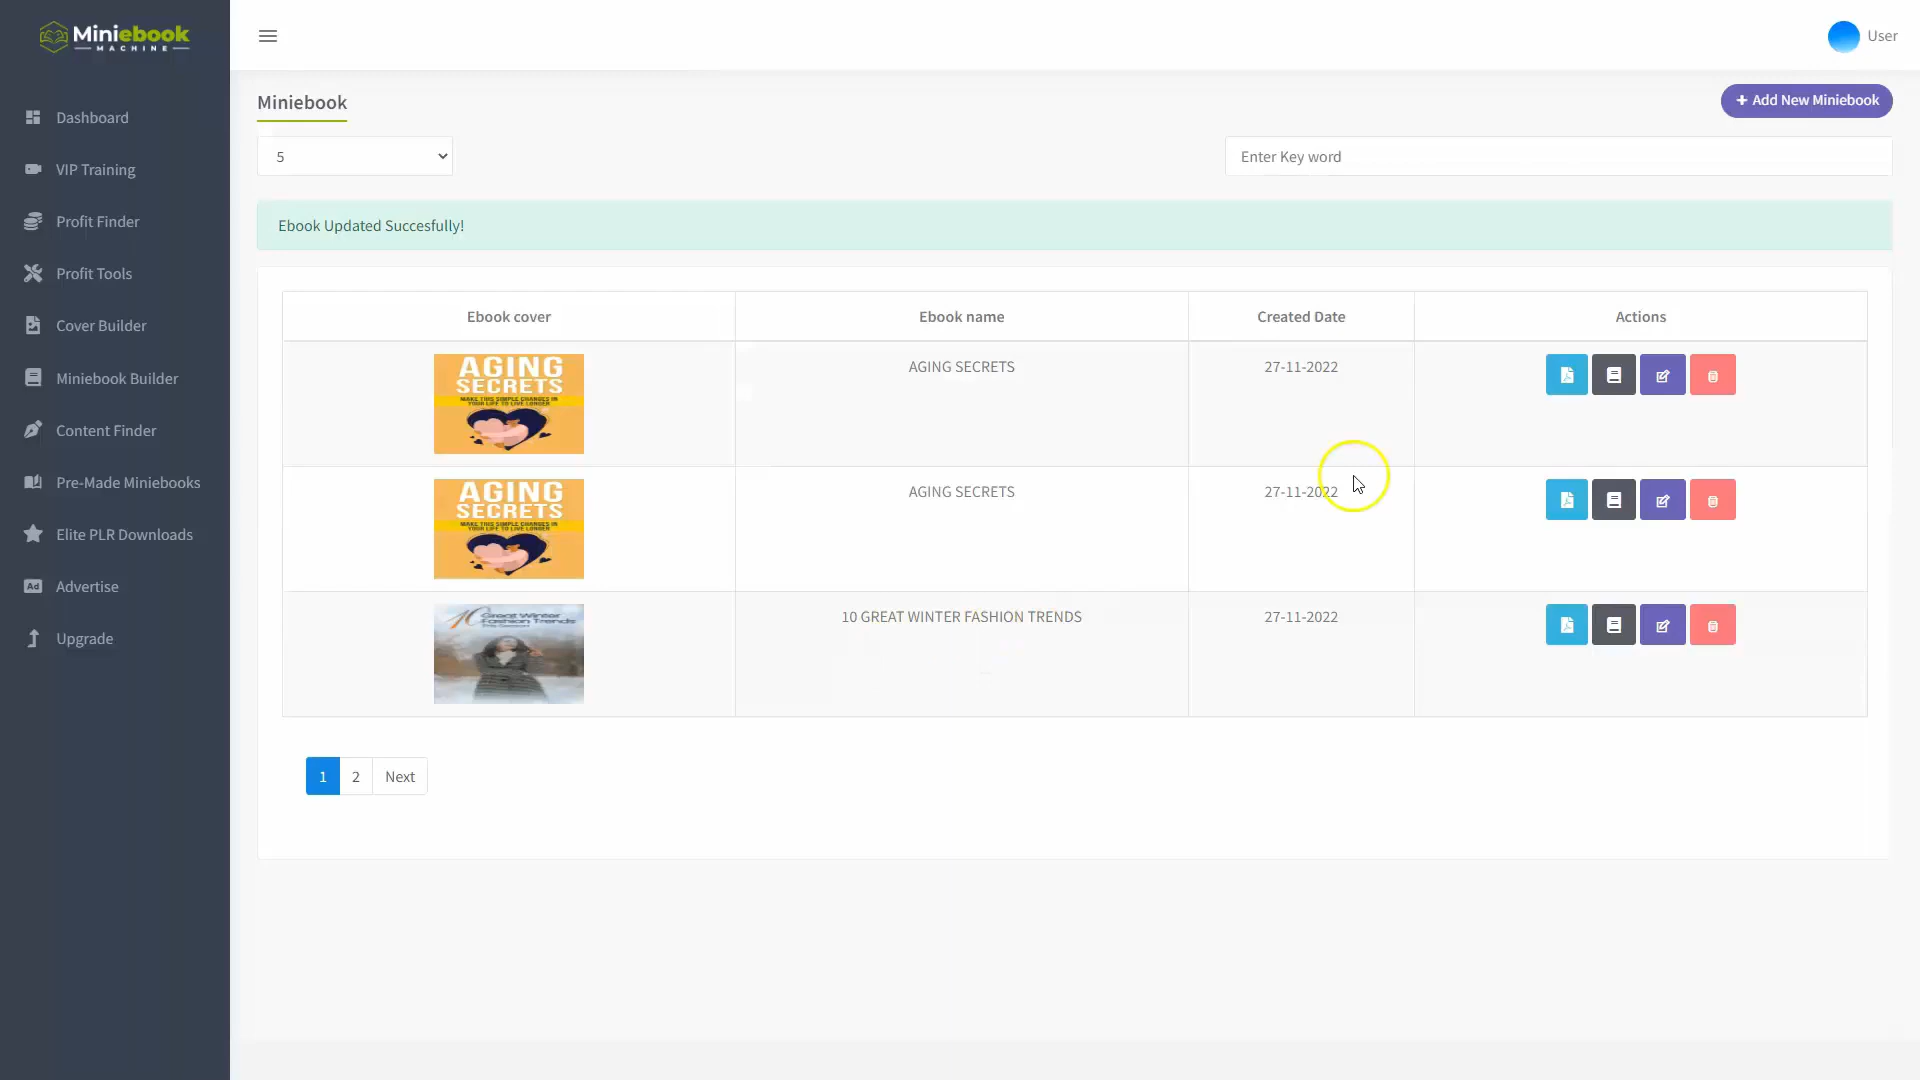 Miniebook
MACHINE
User
Dashboard
VIP Training
Profit Finder
Profit Tools
Cover Builder
Miniebook Builder
Content Finder
Pre-Made Miniebooks
Elite PLR Downloads
Ad Advertise
Upgrade
Miniebook
+ Add New Miniebook
5
Enter Key word
Ebook Updated Succesfully!
Ebook cover Ebook name Created Date Actions
AGING
SECRETS
MAKE THIS SIMPLE CHANGES IN
YOUR LIFE TO LIVE LONGER
AGING SECRETS 27-11-2022
AGING
SECRETS
MAKE THIS SIMPLE CHANGES IN
YOUR LIFE TO LIVE LONGER
AGING SECRETS 27-11-2022
10 Great Winter
Fashion Trends
10 GREAT WINTER FASHION TRENDS 27-11-2022
1 2 Next